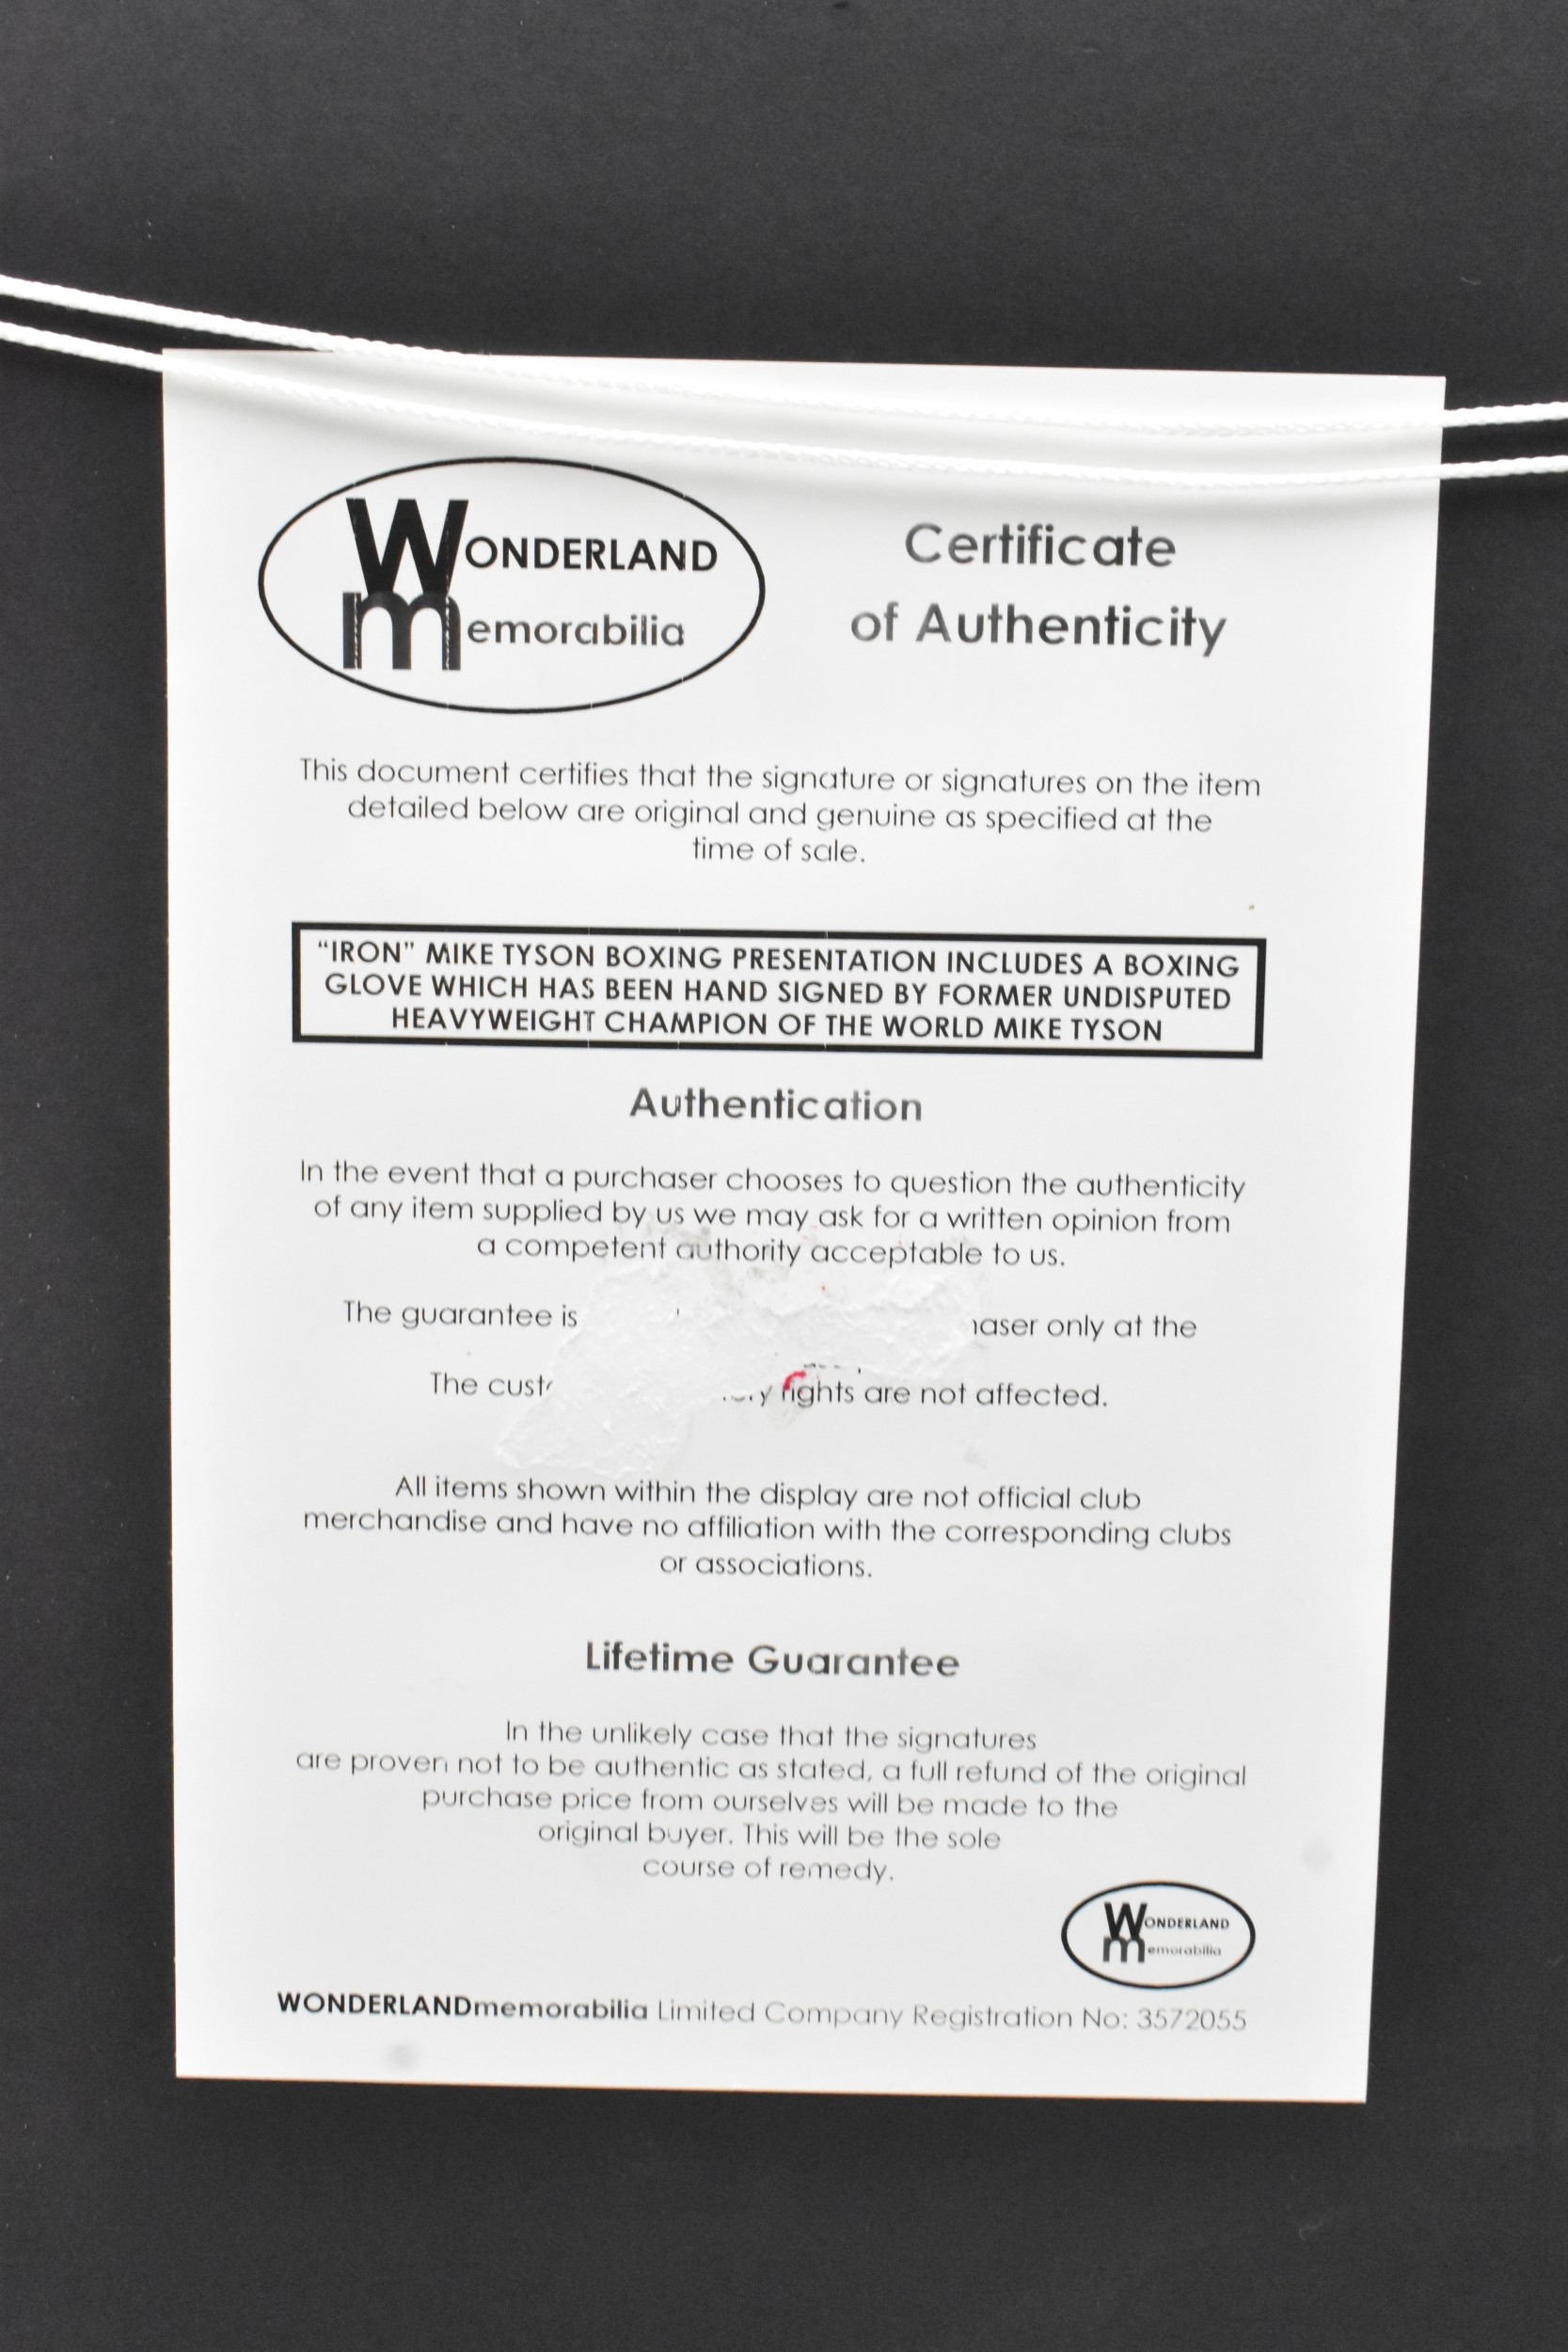 WONDERLAND
memorabilia
Certificate
of Authenticity
This document certifies that the signature or signatures on the item
detailed below are original and genuine as specified at the
time of sale.
“IRON” MIKE TYSON BOXING PRESENTATION INCLUDES A BOXING
GLOVE WHICH HAS BEEN HAND SIGNED BY FORMER UNDISPUTED
HEAVYWEIGHT CHAMPION OF THE WORLD MIKE TYSON
Authentication
In the event that a purchaser chooses to question the authenticity
of any item supplied by us we may ask for a written opinion from
a competent authority acceptable to us.
The guarantee is only at the
The rights are not affected.
All items shown within the display are not official club
merchandise and have no affiliation with the corresponding clubs
or associations.
Lifetime Guarantee
In the unlikely case that the signatures
are proven not to be authentic as stated, a full refund of the original
purchase price from ourselves will be made to the
original buyer. This will be the sole
course of remedy.
WONDERLAND
memorabilia
WONDERLANDmemorabilia Limited Company Registration No: 3572055